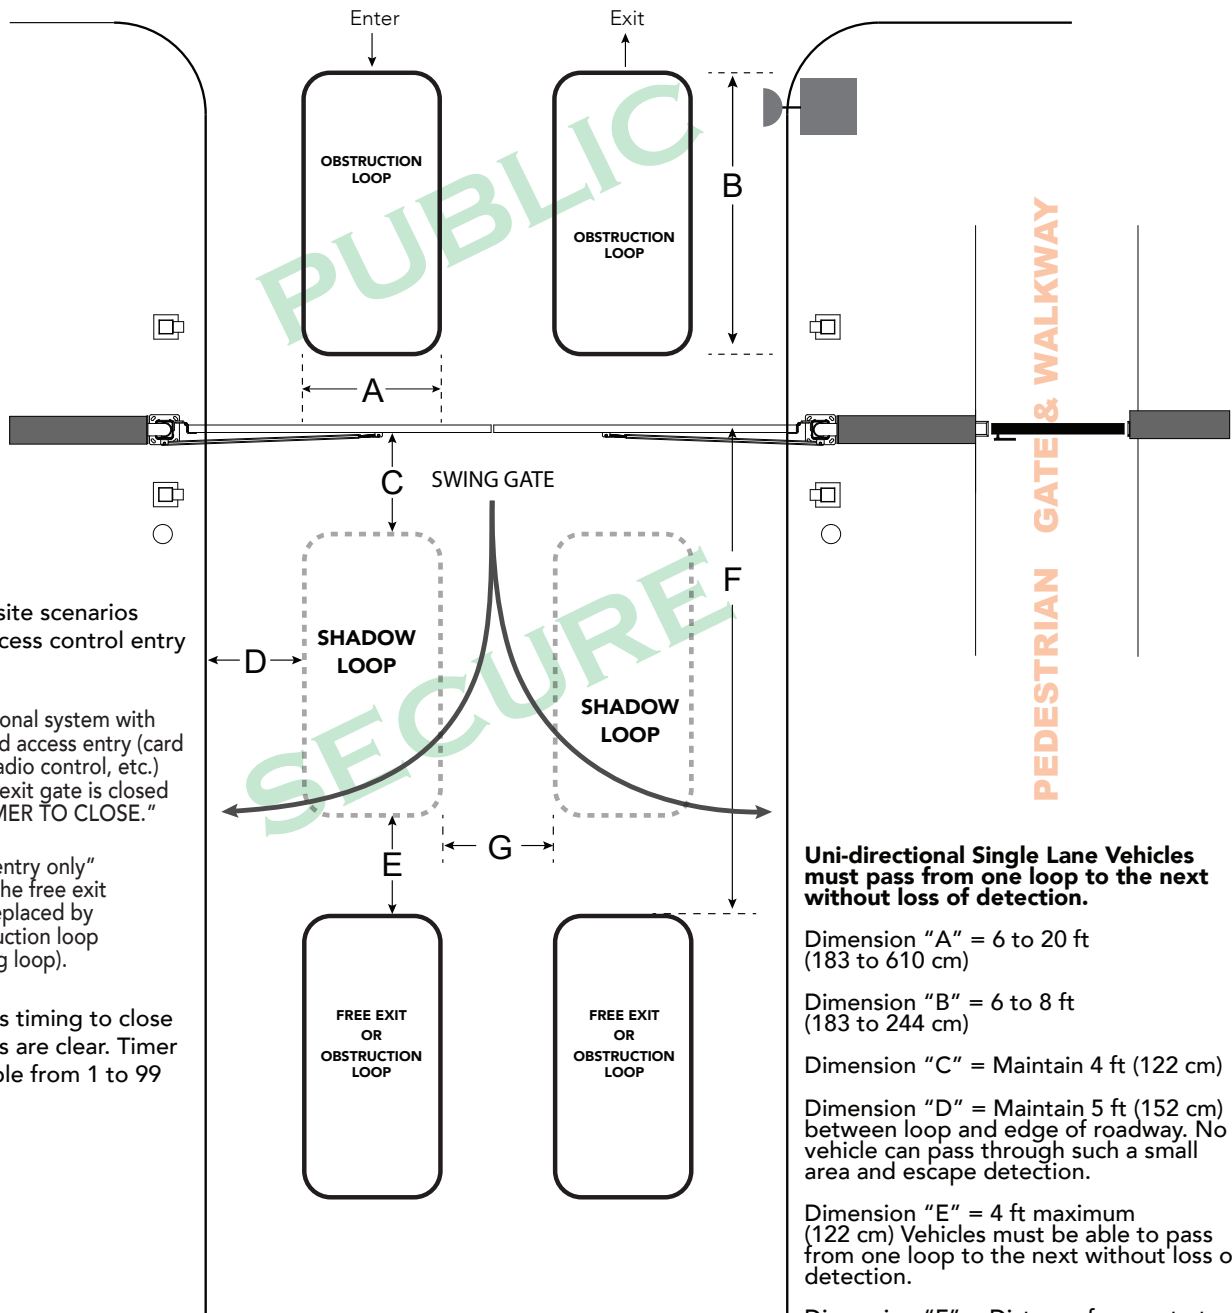 Enter
Exit
OBSTRUCTION
LOOP
OBSTRUCTION
LOOP
PUBLIC
B
A
C
SWING GATE
F
SHADOW
LOOP
D
SHADOW
LOOP
SECURE
E
G
FREE EXIT
OR
OBSTRUCTION
LOOP
FREE EXIT
OR
OBSTRUCTION
LOOP
PEDESTRIAN GATE & WALKWAY
site scenarios
cess control entry
onal system with
d access entry (card
adio control, etc.)
exit gate is closed
MER TO CLOSE."
entry only"
he free exit
eplaced by
uction loop
g loop).
s timing to close
s are clear. Timer
ble from 1 to 99
Uni-directional Single Lane Vehicles
must pass from one loop to the next
without loss of detection.
Dimension "A" = 6 to 20 ft
(183 to 610 cm)
Dimension "B" = 6 to 8 ft
(183 to 244 cm)
Dimension "C" = Maintain 4 ft (122 cm)
Dimension "D" = Maintain 5 ft (152 cm)
between loop and edge of roadway. No
vehicle can pass through such a small
area and escape detection.
Dimension "E" = 4 ft maximum
(122 cm) Vehicles must be able to pass
from one loop to the next without loss o
detection.